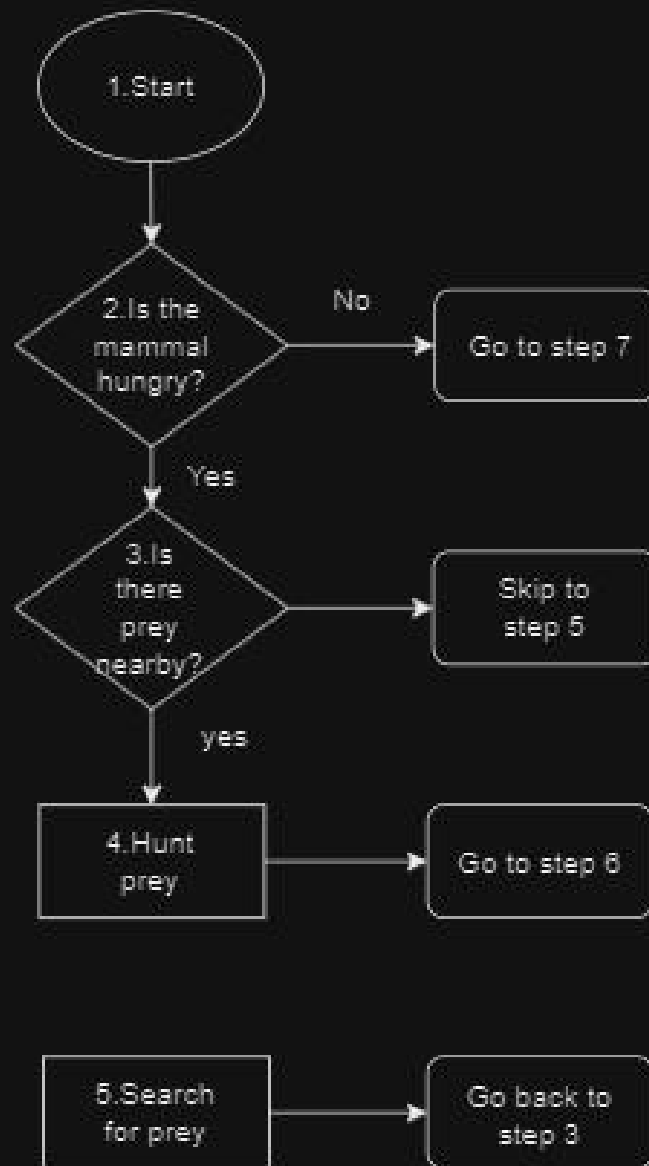 1.Start
2.Is the
mammal
hungry?
No
Go to step 7
Yes
3.Is
there
prey
nearby?
Skip to
step 5
yes
4.Hunt
prey
Go to step 6
5.Search
for prey
Go back to
step 3